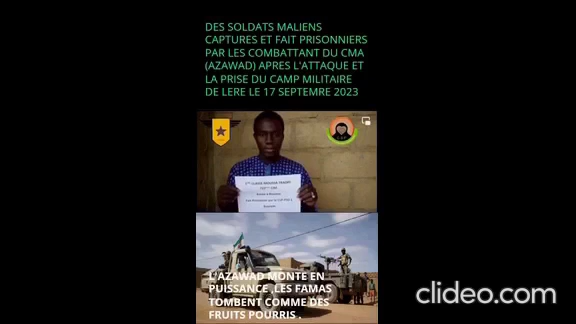 DES SOLDATS MALIENS
CAPTURES ET FAIT PRISONNIERS
PAR LES COMBATTANT DU CMA
(AZAWAD) APRES L'ATTAQUE ET
LA PRISE DU CAMP MILITAIRE
DE LERE LE 17 SEPTEMRE 2023
L'AZAWAD MONTE EN
PUISSANCE ,LES FAMAS
TOMBENT COMME DES
FRUITS POURRIS .
clideo.com